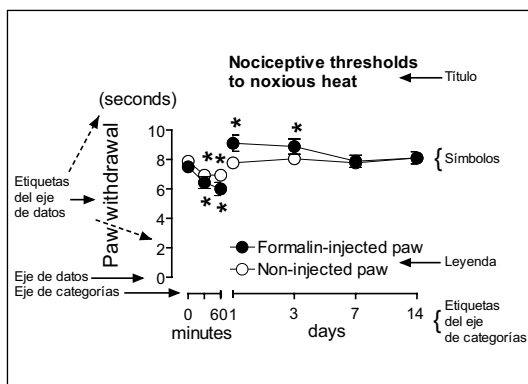 Nociceptive thresholds
to noxious heat
Título
(seconds)
Paw withdrawal
10
8
6
4
2
0
* * * *
* *
Símbolos
Etiquetas
del eje
de datos
Formalin-injected paw
Non-injected paw
Leyenda
Eje de datos
Eje de categorías
0 60 1 3 7 14
minutes days
Etiquetas
del eje
de categorías